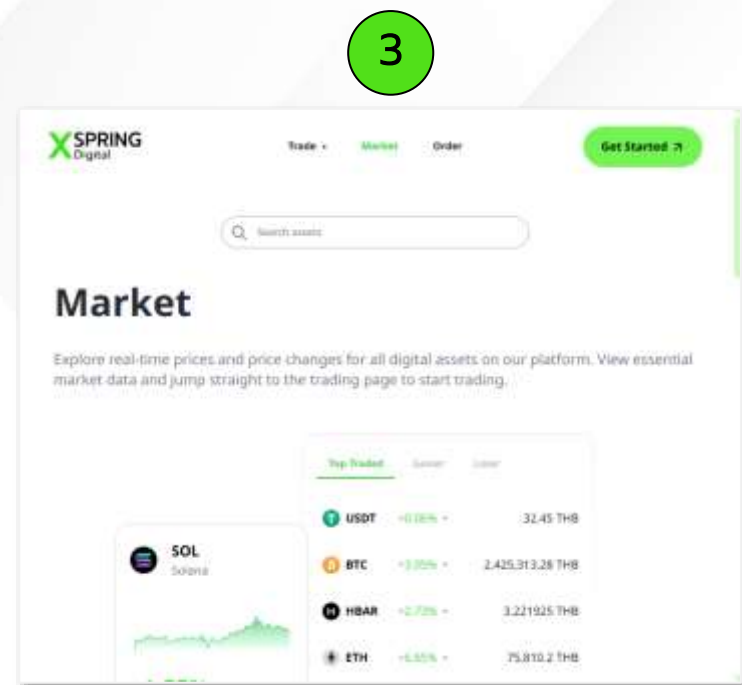 3
XSPRING
Digital
Trade
Market
Order
Get Started
Search assets
Market
Explore real-time prices and price changes for all digital assets on our platform. View essential
market data and jump straight to the trading page to start trading.
Top Traded
Gainer
Loser
USDT
32.45 THB
SOL
Solana
BTC
2,425,313.28 THB
HBAR
3.221925 THB
ETH
75,810.2 THB